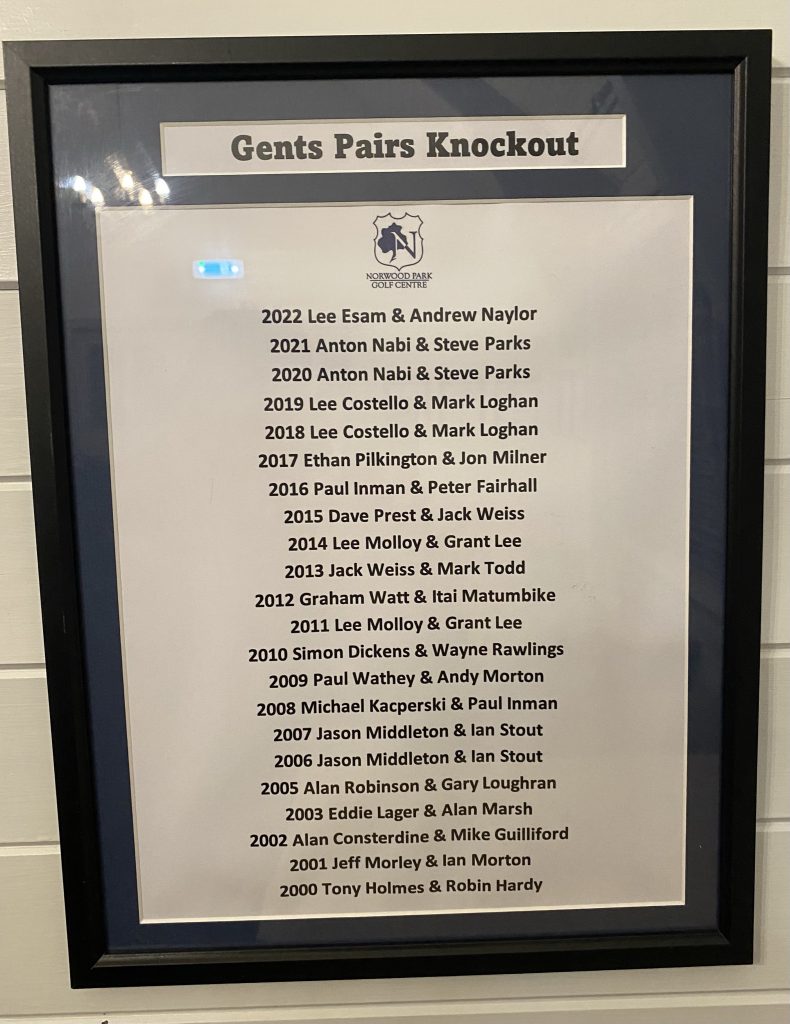 Gents Pairs Knockout
N
NORWOOD PARK
GOLF CENTRE
2022 Lee Esam & Andrew Naylor
2021 Anton Nabi & Steve Parks
2020 Anton Nabi & Steve Parks
2019 Lee Costello & Mark Loghan
2018 Lee Costello & Mark Loghan
2017 Ethan Pilkington & Jon Milner
2016 Paul Inman & Peter Fairhall
2015 Dave Prest & Jack Weiss
2014 Lee Molloy & Grant Lee
2013 Jack Weiss & Mark Todd
2012 Graham Watt & Itai Matumbike
2011 Lee Molloy & Grant Lee
2010 Simon Dickens & Wayne Rawlings
2009 Paul Wathey & Andy Morton
2008 Michael Kacperski & Paul Inman
2007 Jason Middleton & Ian Stout
2006 Jason Middleton & Ian Stout
2005 Alan Robinson & Gary Loughran
2003 Eddie Lager & Alan Marsh
2002 Alan Consterdine & Mike Guilliford
2001 Jeff Morley & Ian Morton
2000 Tony Holmes & Robin Hardy